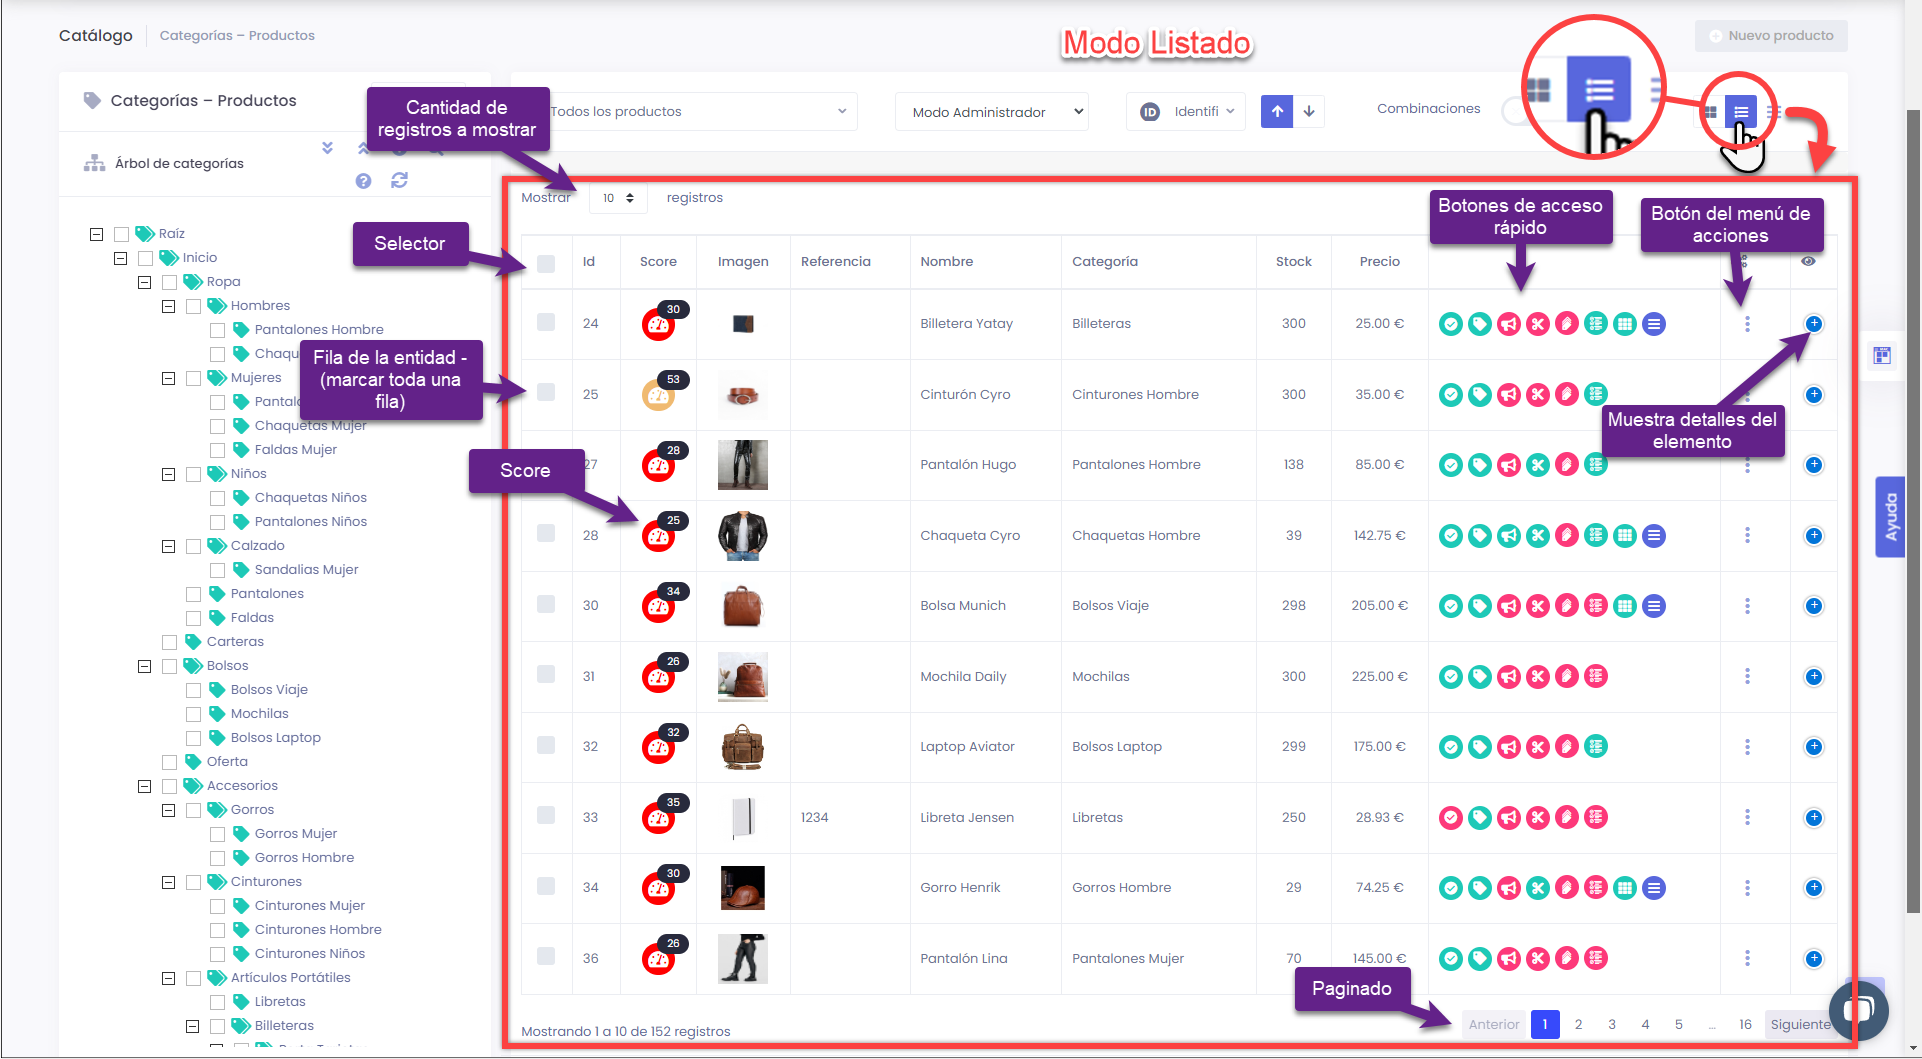 Catálogo
Categorías – Productos
Modo Listado
Nuevo producto
Categorías – Productos
Todos los productos
Modo Administrador
ID
Identifi
Combinaciones
Cantidad de
registros a mostrar
Árbol de categorías
Mostrar 10 registros
Botones de acceso
rápido
Botón del menú de
acciones
Selector
Raíz
Inicio
Ropa
Hombres
Pantalones Hombre
Chaqu
Mujeres
Pantalo
Chaquetas Mujer
Faldas Mujer
Niños
Chaquetas Niños
Pantalones Niños
Calzado
Sandalias Mujer
Pantalones
Faldas
Carteras
Bolsos
Bolsos Viaje
Mochilas
Bolsos Laptop
Oferta
Accesorios
Gorros
Gorros Mujer
Gorros Hombre
Cinturones
Cinturones Mujer
Cinturones Hombre
Cinturones Niños
Artículos Portátiles
Libretas
Billeteras
Fila de la entidad -
(marcar toda una
fila)
Score
Id Score Imagen Referencia Nombre Categoría Stock Precio
24 30 Billetera Yatay Billeteras 300 25.00 €
25 53 Cinturón Cyro Cinturones Hombre 300 35.00 €
27 28 Pantalón Hugo Pantalones Hombre 138 85.00 €
28 25 Chaqueta Cyro Chaquetas Hombre 39 142.75 €
30 34 Bolsa Munich Bolsos Viaje 298 205.00 €
31 26 Mochila Daily Mochilas 300 225.00 €
32 32 Laptop Aviator Bolsos Laptop 299 175.00 €
33 35 1234 Libreta Jensen Libretas 250 28.93 €
34 30 Gorro Henrik Gorros Hombre 29 74.25 €
36 26 Pantalón Lina Pantalones Mujer 70 145.00 €
Muestra detalles del
elemento
Ayuda
Paginado
Mostrando 1 a 10 de 152 registros
Anterior 1 2 3 4 5 ... 16 Siguiente